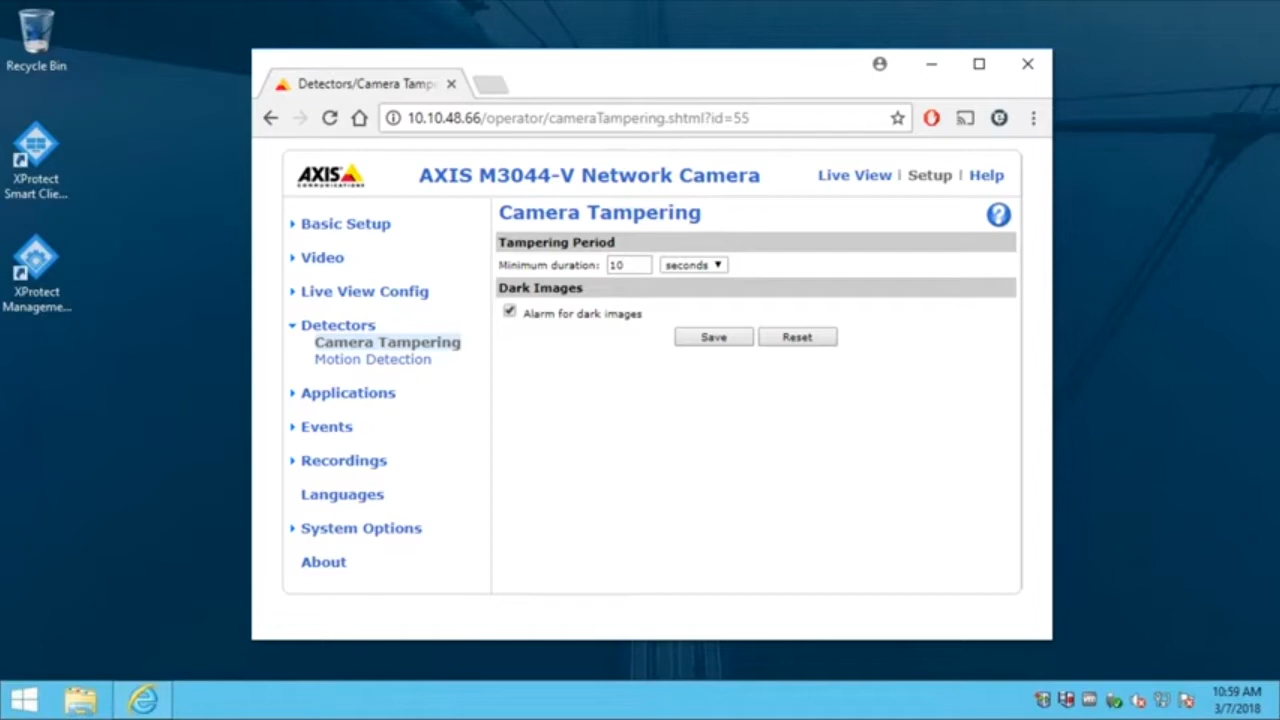 Recycle Bin
XProtect
Smart Clie...
XProtect
Manageme...
Detectors/Camera Tamp
10.10.48.66/operator/cameraTampering.shtml?id=55
AXIS
COMMUNICATIONS
AXIS M3044-V Network Camera
Live View | Setup | Help
Basic Setup
Video
Live View Config
Detectors
Camera Tampering
Motion Detection
Applications
Events
Recordings
Languages
System Options
About
Camera Tampering
?
Tampering Period
Minimum duration: 10 seconds
Dark Images
Alarm for dark images
Save Reset
10:59 AM
3/7/2018